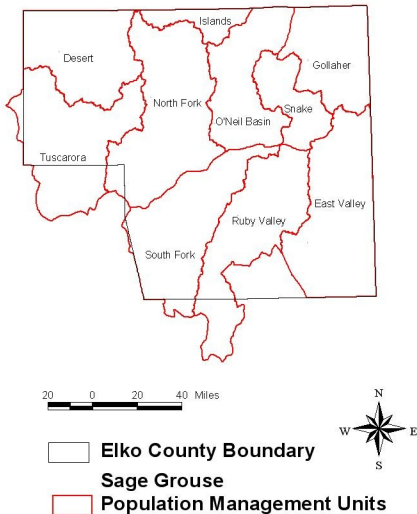 Islands
Desert
Gollaher
North Fork
Snake
O'Neil Basin
Tuscarora
East Valley
Ruby Valley
South Fork
20 0 20 40 Miles
N
W E
S
Elko County Boundary
Sage Grouse
Population Management Units